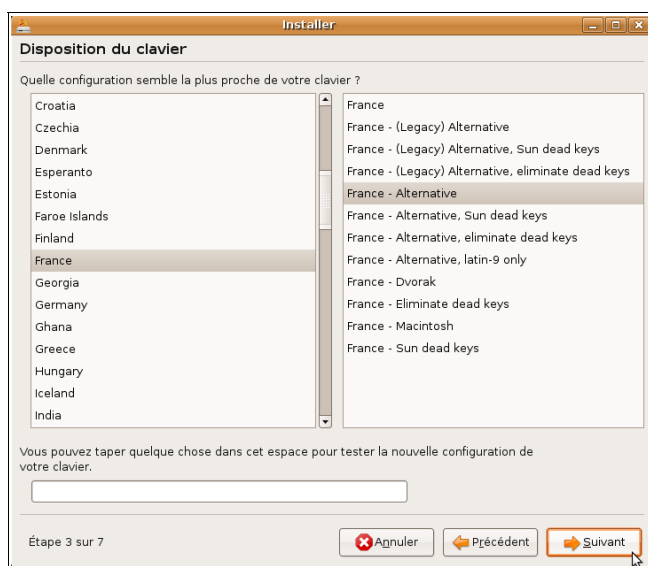 Installer
Disposition du clavier
Quelle configuration semble la plus proche de votre clavier ?
Croatia
Czechia
Denmark
Esperanto
Estonia
Faroe Islands
Finland
France
Georgia
Germany
Ghana
Greece
Hungary
Iceland
India
France
France - (Legacy) Alternative
France - (Legacy) Alternative, Sun dead keys
France - (Legacy) Alternative, eliminate dead keys
France - Alternative
France - Alternative, Sun dead keys
France - Alternative, eliminate dead keys
France - Alternative, latin-9 only
France - Dvorak
France - Eliminate dead keys
France - Macintosh
France - Sun dead keys
Vous pouvez taper quelque chose dans cet espace pour tester la nouvelle configuration de
votre clavier.
Étape 3 sur 7
Annuler
Précédent
Suivant